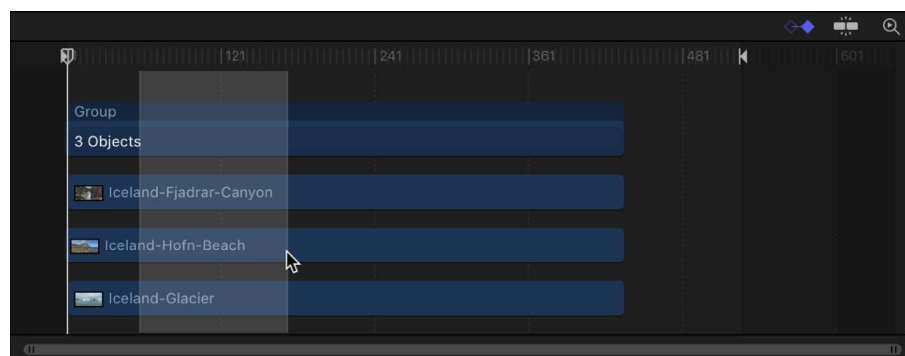 121 241 361 481 601
Group
3 Objects
Iceland-Fjadrar-Canyon
Iceland-Hofn-Beach
Iceland-Glacier